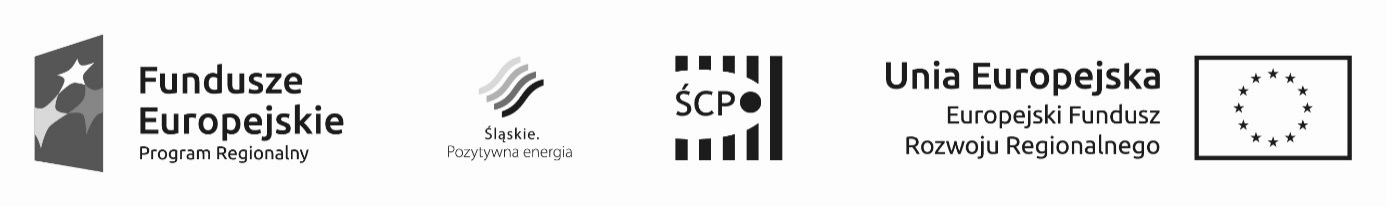 Fundusze
Europejskie
Program Regionalny
Śląskie.
Pozytywna energia
ŚCP
Unia Europejska
Europejski Fundusz
Rozwoju Regionalnego